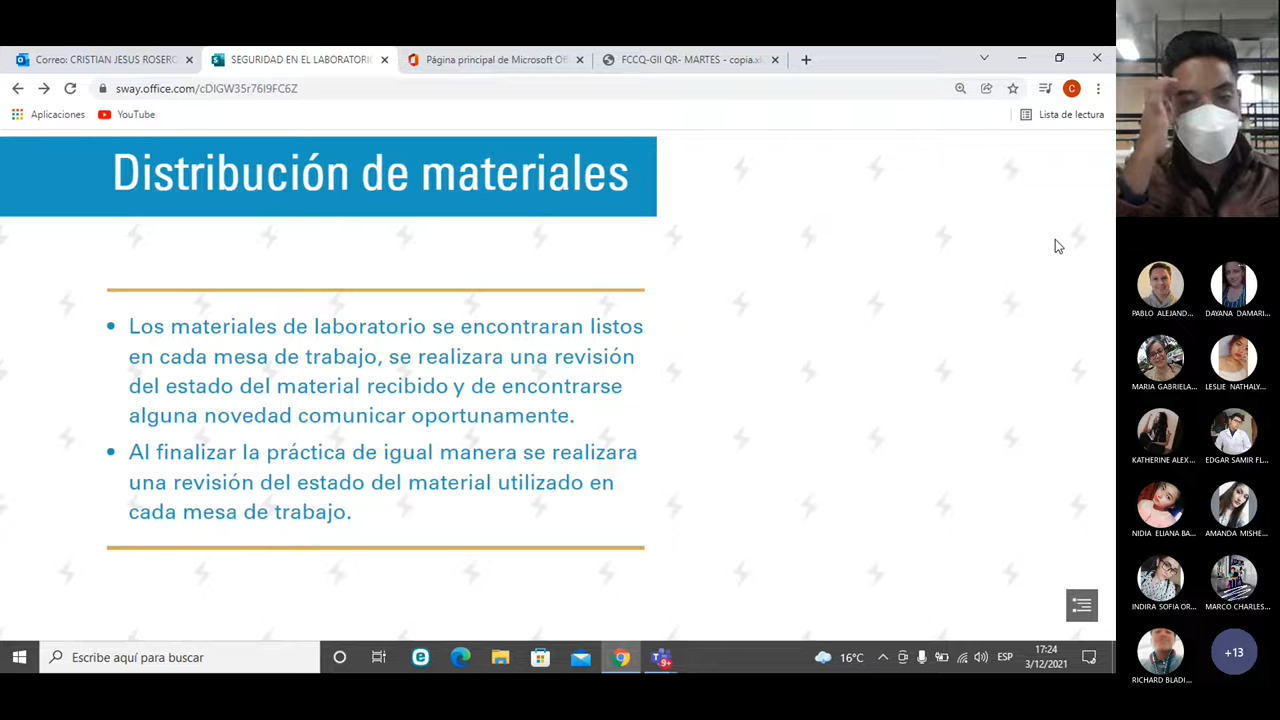 Correo: CRISTIAN JESUS ROSERO
SEGURIDAD EN EL LABORATORIO
Página principal de Microsoft Of
FCCQ-GII QR- MARTES - copia.xl
sway.office.com/cDIGW35r76I9FC6Z
C
Aplicaciones
YouTube
Lista de lectura
Distribución de materiales
• Los materiales de laboratorio se encontraran listos
en cada mesa de trabajo, se realizara una revisión
del estado del material recibido y de encontrarse
alguna novedad comunicar oportunamente.
• Al finalizar la práctica de igual manera se realizara
una revisión del estado del material utilizado en
cada mesa de trabajo.
PABLO ALEJAND...
DAYANA DAMARI...
MARIA GABRIELA...
LESLIE NATHALY...
KATHERINE ALEX...
EDGAR SAMIR FL...
NIDIA ELIANA BA...
AMANDA MISHE...
INDIRA SOFIA OR...
MARCO CHARLES...
RICHARD BLADI...
+13
Escribe aquí para buscar
9+
16°C
ESP
17:24
3/12/2021